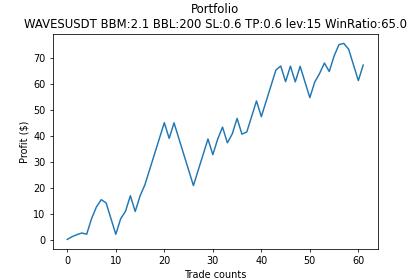 Portfolio
WAVESUSDT BBM:2.1 BBL:200 SL:0.6 TP:0.6 lev:15 WinRatio:65.0
70
60
50
40
30
20
10
0
Profit ($)
0 10 20 30 40 50 60
Trade counts